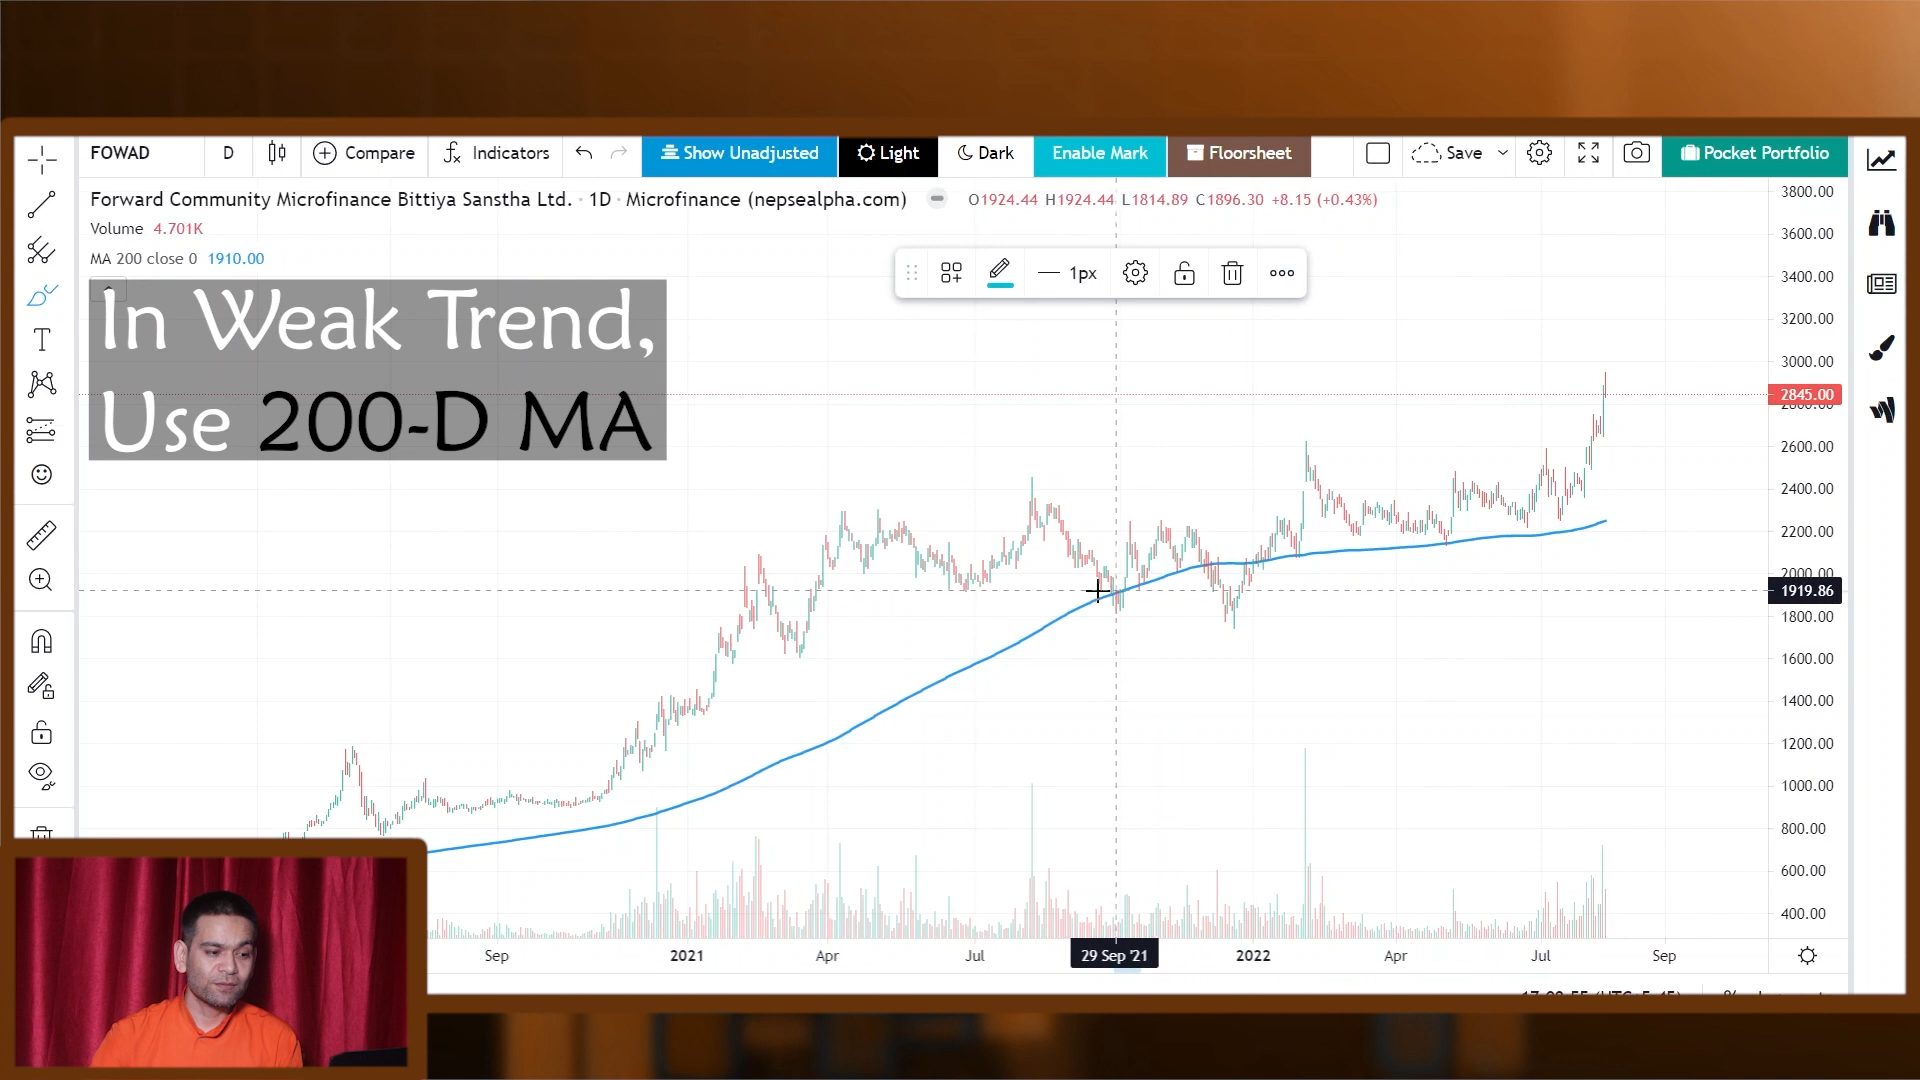 FOWAD D Compare Indicators Show Unadjusted Light Dark Enable Mark Floorsheet Save Pocket Portfolio
Forward Community Microfinance Bittiya Sanstha Ltd. · 1D · Microfinance (nepsealpha.com) O1924.44 H1924.44 L1814.89 C1896.30 +8.15 (+0.43%)
Volume 4.701K
MA 200 close 0 1910.00
1px
In Weak Trend,
Use 200-D MA
3800.00
3600.00
3400.00
3200.00
3000.00
2845.00
2800.00
2600.00
2400.00
2200.00
2000.00
1919.86
1800.00
1600.00
1400.00
1200.00
1000.00
800.00
600.00
400.00
Sep 2021 Apr Jul 29 Sep '21 2022 Apr Jul Sep